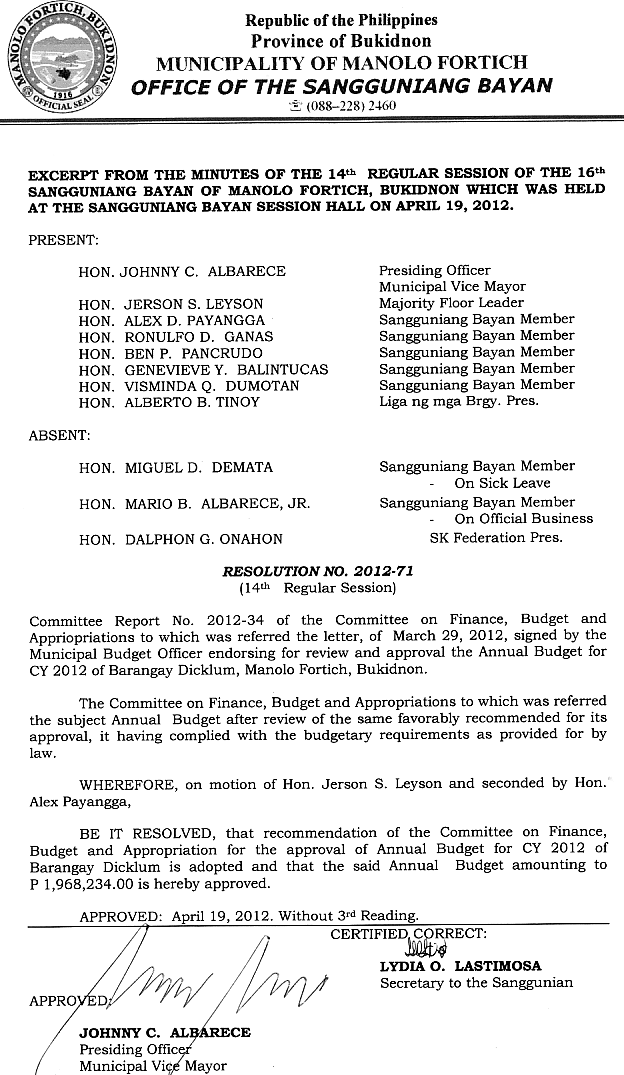 MANOLO FORTICH, BUKIDNON
1916
OFFICIAL SEAL
Republic of the Philippines
Province of Bukidnon
MUNICIPALITY OF MANOLO FORTICH
OFFICE OF THE SANGGUNIANG BAYAN
☏ (088–228) 2460
EXCERPT FROM THE MINUTES OF THE 14th REGULAR SESSION OF THE 16th
SANGGUNIANG BAYAN OF MANOLO FORTICH, BUKIDNON WHICH WAS HELD
AT THE SANGGUNIANG BAYAN SESSION HALL ON APRIL 19, 2012.
PRESENT:
HON. JOHNNY C. ALBARECE Presiding Officer
Municipal Vice Mayor
HON. JERSON S. LEYSON Majority Floor Leader
HON. ALEX D. PAYANGGA Sangguniang Bayan Member
HON. RONULFO D. GANAS Sangguniang Bayan Member
HON. BEN P. PANCRUDO Sangguniang Bayan Member
HON. GENEVIEVE Y. BALINTUCAS Sangguniang Bayan Member
HON. VISMINDA Q. DUMOTAN Sangguniang Bayan Member
HON. ALBERTO B. TINOY Liga ng mga Brgy. Pres.
ABSENT:
HON. MIGUEL D. DEMATA Sangguniang Bayan Member
- On Sick Leave
HON. MARIO B. ALBARECE, JR. Sangguniang Bayan Member
- On Official Business
HON. DALPHON G. ONAHON SK Federation Pres.
RESOLUTION NO. 2012-71
(14th Regular Session)
Committee Report No. 2012-34 of the Committee on Finance, Budget and
Appriopriations to which was referred the letter, of March 29, 2012, signed by the
Municipal Budget Officer endorsing for review and approval the Annual Budget for
CY 2012 of Barangay Dicklum, Manolo Fortich, Bukidnon.
The Committee on Finance, Budget and Appropriations to which was referred
the subject Annual Budget after review of the same favorably recommended for its
approval, it having complied with the budgetary requirements as provided for by
law.
WHEREFORE, on motion of Hon. Jerson S. Leyson and seconded by Hon.
Alex Payangga,
BE IT RESOLVED, that recommendation of the Committee on Finance,
Budget and Appropriation for the approval of Annual Budget for CY 2012 of
Barangay Dicklum is adopted and that the said Annual Budget amounting to
P 1,968,234.00 is hereby approved.
APPROVED: April 19, 2012. Without 3rd Reading.
CERTIFIED CORRECT:
LYDIA O. LASTIMOSA
Secretary to the Sanggunian
APPROVED:
JOHNNY C. ALBARECE
Presiding Officer
Municipal Vice Mayor